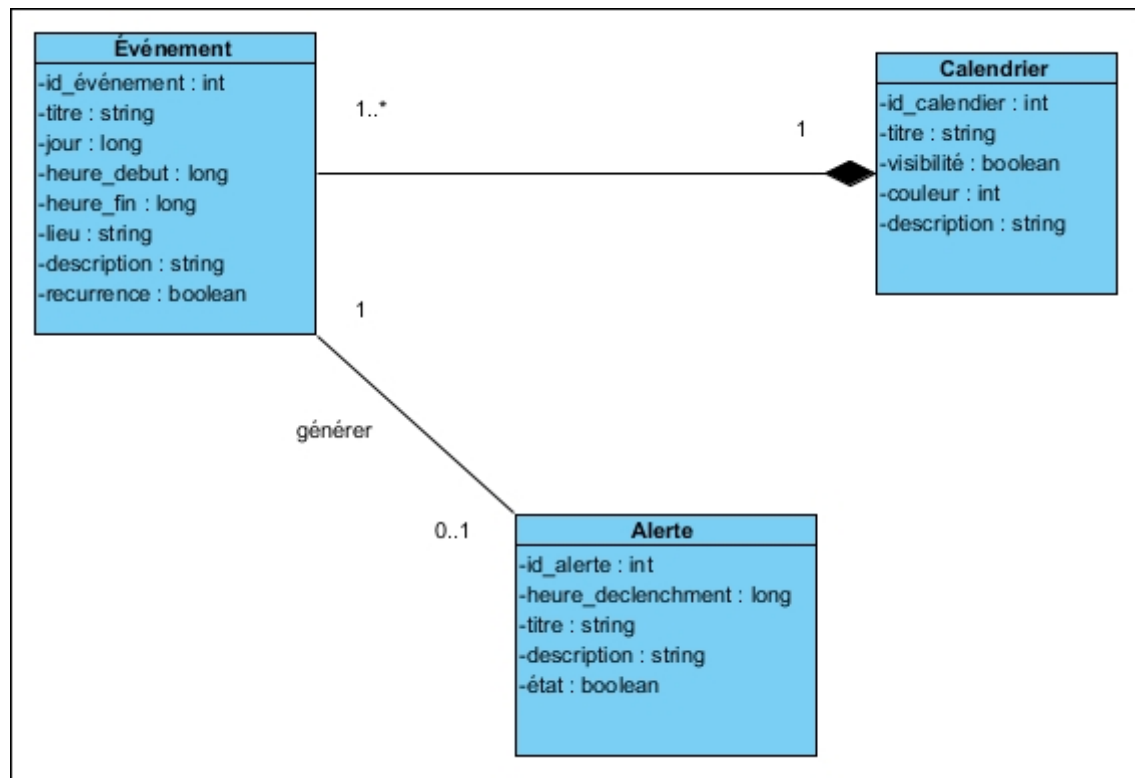 Événement
-id_événement : int
-titre : string
-jour : long
-heure_debut : long
-heure_fin : long
-lieu : string
-description : string
-recurrence : boolean
1..*
1
Calendrier
-id_calendier : int
-titre : string
-visibilité : boolean
-couleur : int
-description : string
1
générer
0..1
Alerte
-id_alerte : int
-heure_declenchment : long
-titre : string
-description : string
-état : boolean